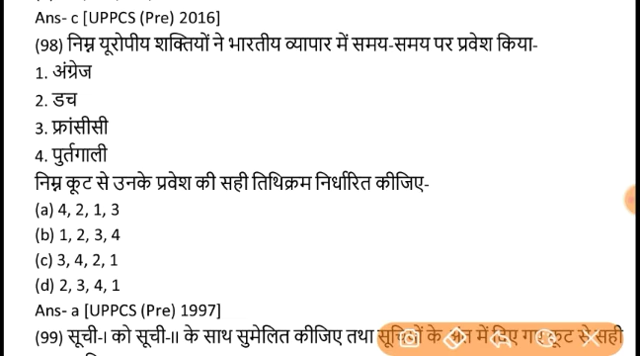 Ans- c [UPPCS (Pre) 2016]
(98) निम्न यूरोपीय शक्तियों ने भारतीय व्यापार में समय-समय पर प्रवेश किया-
1. अंग्रेज
2. डच
3. फ्रांसीसी
4. पुर्तगाली
निम्न कूट से उनके प्रवेश की सही तिथिक्रम निर्धारित कीजिए-
(a) 4, 2, 1, 3
(b) 1, 2, 3, 4
(c) 3, 4, 2, 1
(d) 2, 3, 4, 1
Ans- a [UPPCS (Pre) 1997]
(99) सूची-I को सूची-II के साथ सुमेलित कीजिए तथा सूचियों के अंत में दिए गए कूट से सही